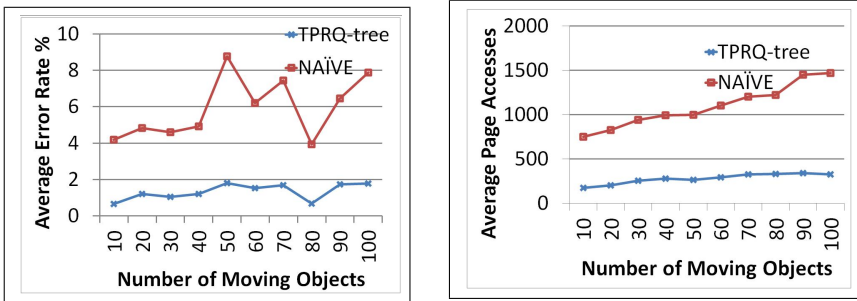 Average Error Rate %
10
8
6
4
2
0
TPRQ-tree
NAÏVE
10 20 30 40 50 60 70 80 90 100
Number of Moving Objects
Average Page Accesses
2000
1500
1000
500
0
TPRQ-tree
NAÏVE
10 20 30 40 50 60 70 80 90 100
Number of Moving Objects